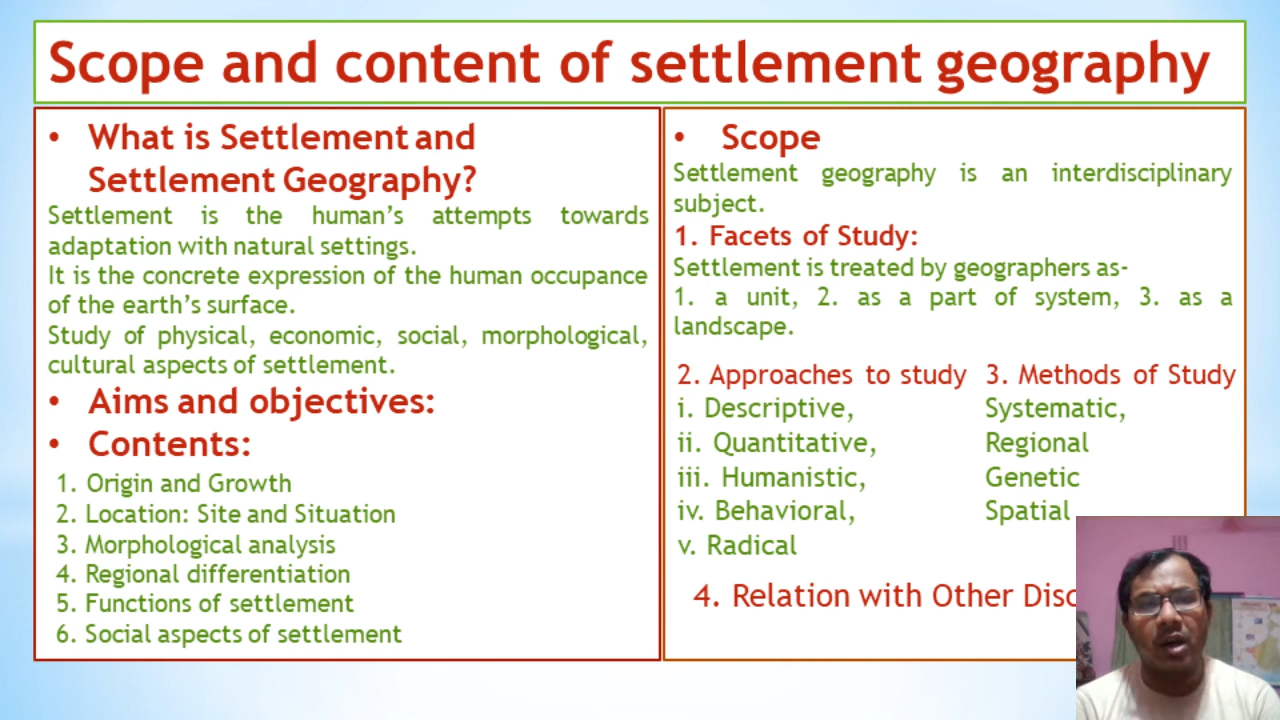 Scope and content of settlement geography
• What is Settlement and
Settlement Geography?
Settlement is the human's attempts towards
adaptation with natural settings.
It is the concrete expression of the human occupance
of the earth's surface.
Study of physical, economic, social, morphological,
cultural aspects of settlement.
• Aims and objectives:
• Contents:
1. Origin and Growth
2. Location: Site and Situation
3. Morphological analysis
4. Regional differentiation
5. Functions of settlement
6. Social aspects of settlement
• Scope
Settlement geography is an interdisciplinary
subject.
1. Facets of Study:
Settlement is treated by geographers as-
1. a unit, 2. as a part of system, 3. as a
landscape.
2. Approaches to study
i. Descriptive,
ii. Quantitative,
iii. Humanistic,
iv. Behavioral,
v. Radical
3. Methods of Study
Systematic,
Regional
Genetic
Spatial
4. Relation with Other